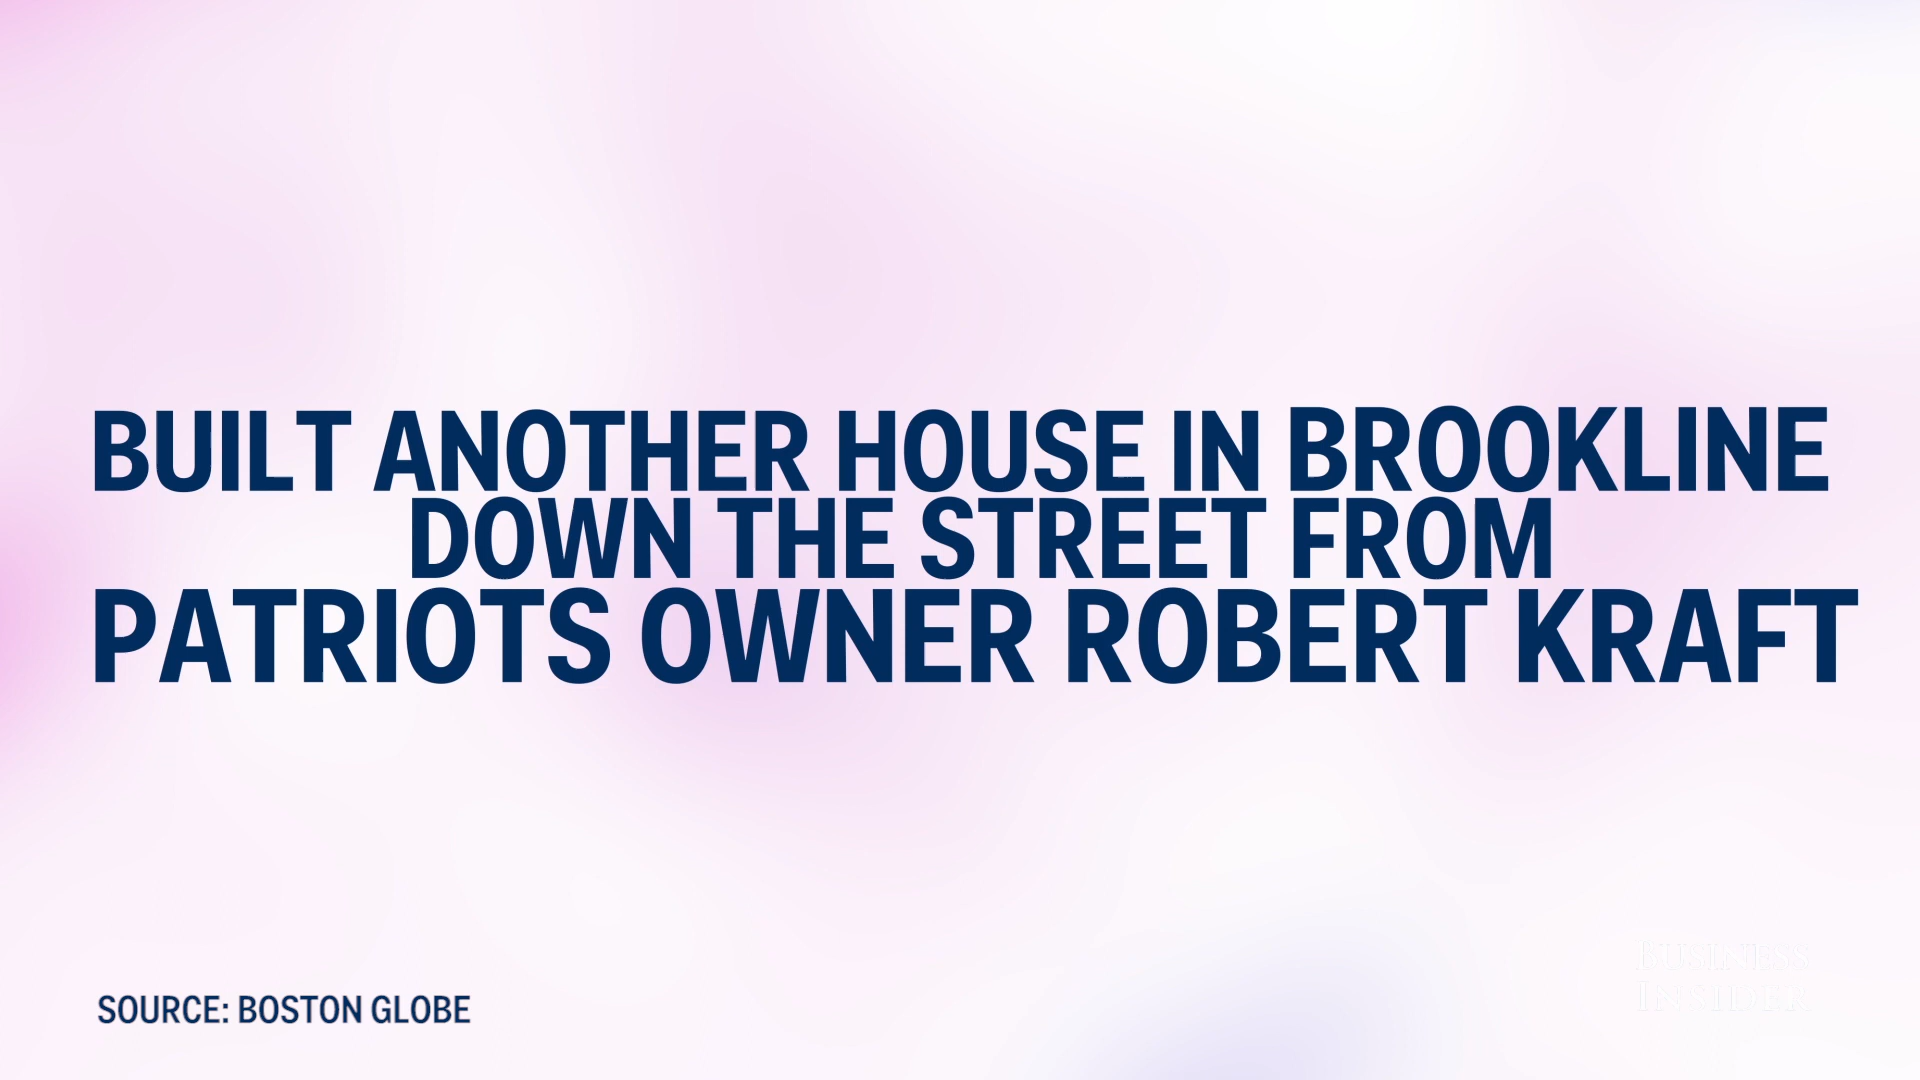 BUILT ANOTHER HOUSE IN BROOKLINE
DOWN THE STREET FROM
PATRIOTS OWNER ROBERT KRAFT
SOURCE: BOSTON GLOBE
BUSINESS
INSIDER